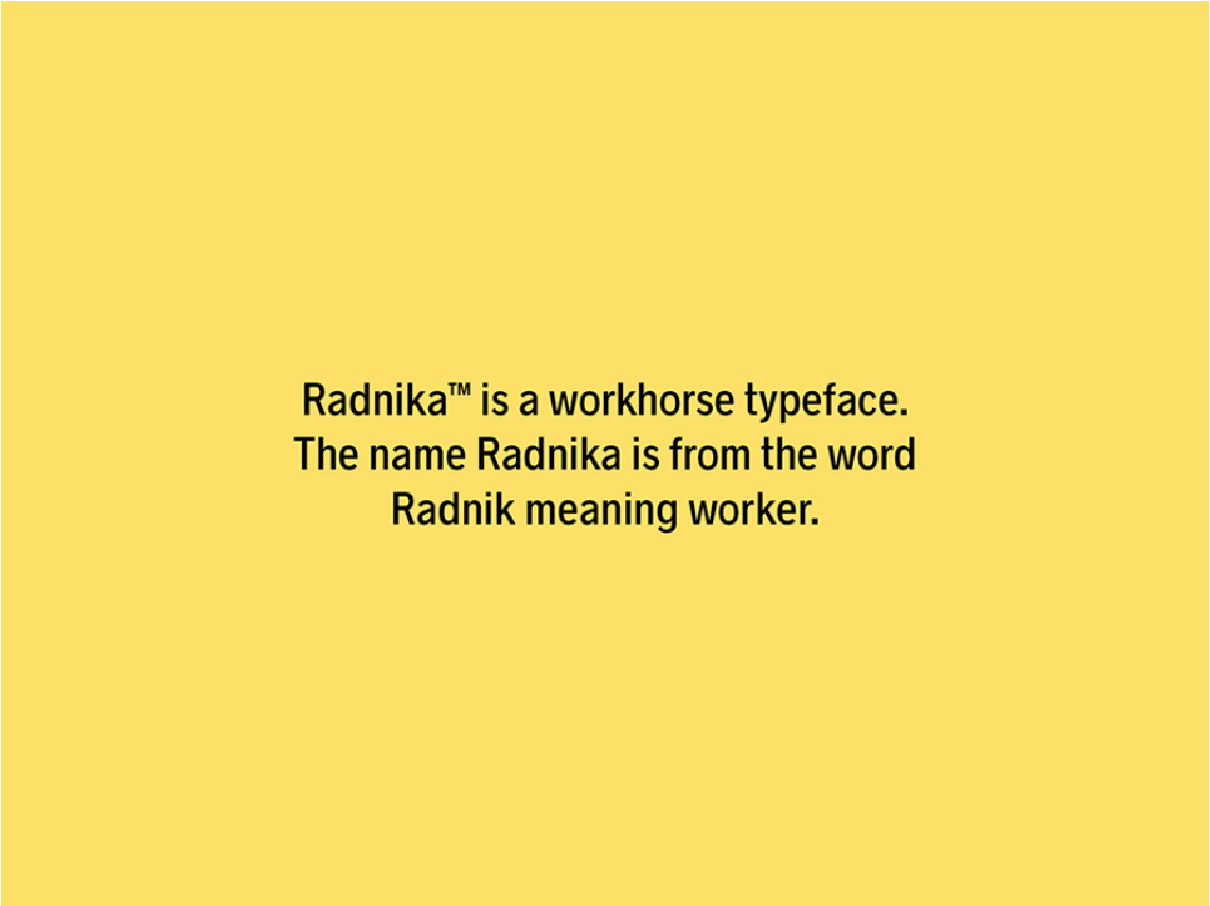 Radnika™ is a workhorse typeface.
The name Radnika is from the word
Radnik meaning worker.